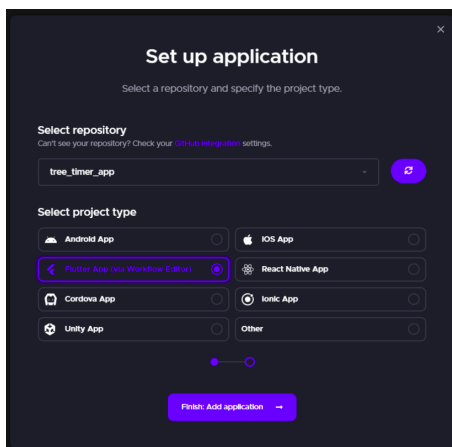 Set up application
Select a repository and specify the project type.
Select repository
Can't see your repository? Check your GitHub integration settings.
tree_timer_app
Select project type
Android App
iOS App
Flutter App (via Workflow Editor)
React Native App
Cordova App
Ionic App
Unity App
Other
Finish: Add application →